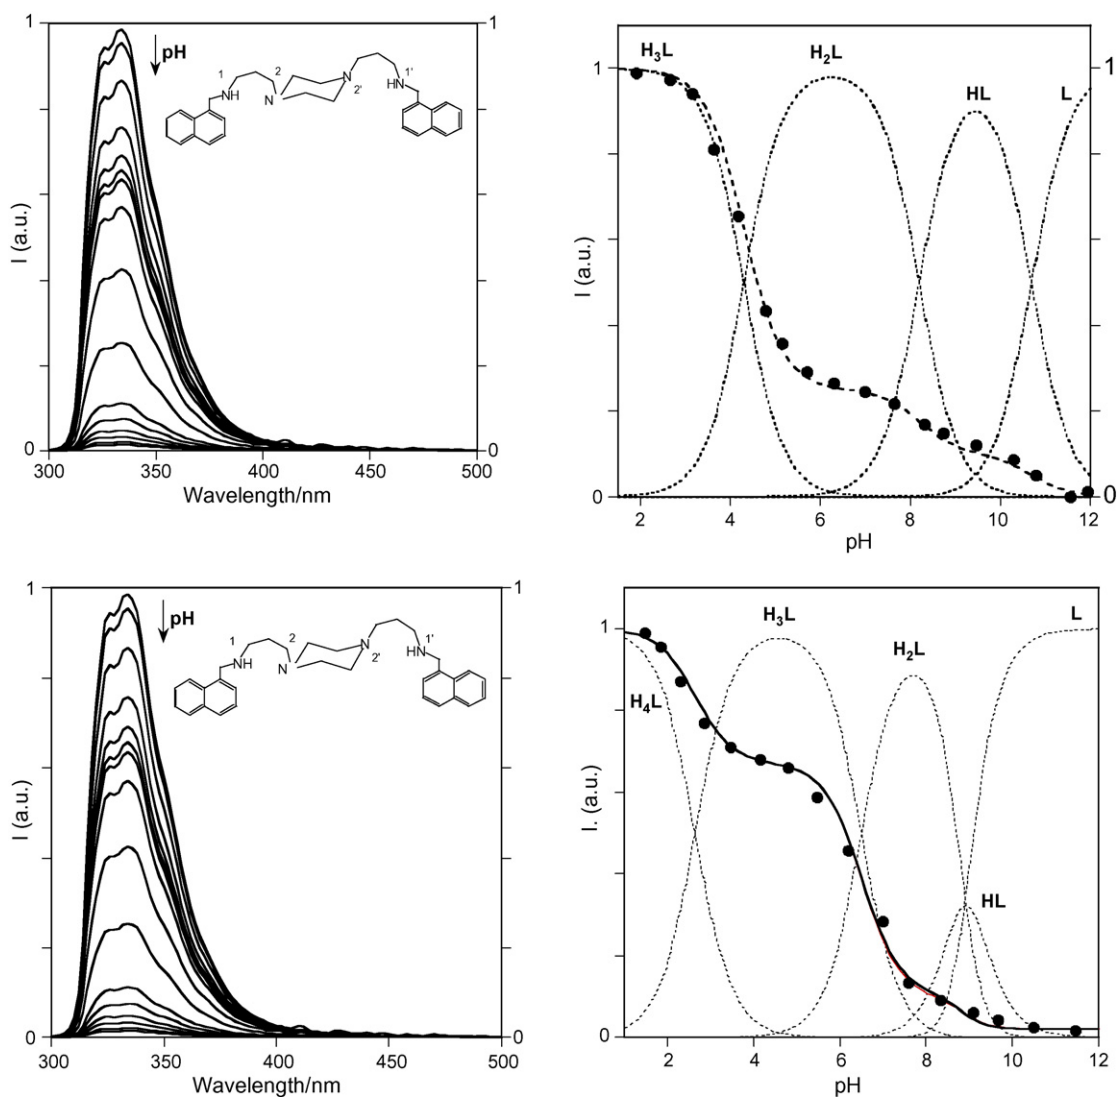 1
1
pH
1
2
2'
1'
NH
N
N
HN
I (a.u.)
0
0
300
350
400
450
500
Wavelength/nm
H₃L
H₂L
HL
L
1
1
I (a.u.)
0
0
2
4
6
8
10
12
pH
1
1
pH
1
2
2'
1'
NH
N
N
HN
I (a.u.)
0
0
300
350
400
450
500
Wavelength/nm
H₃L
H₂L
L
1
H₄L
HL
I. (a.u.)
0
2
4
6
8
10
12
pH